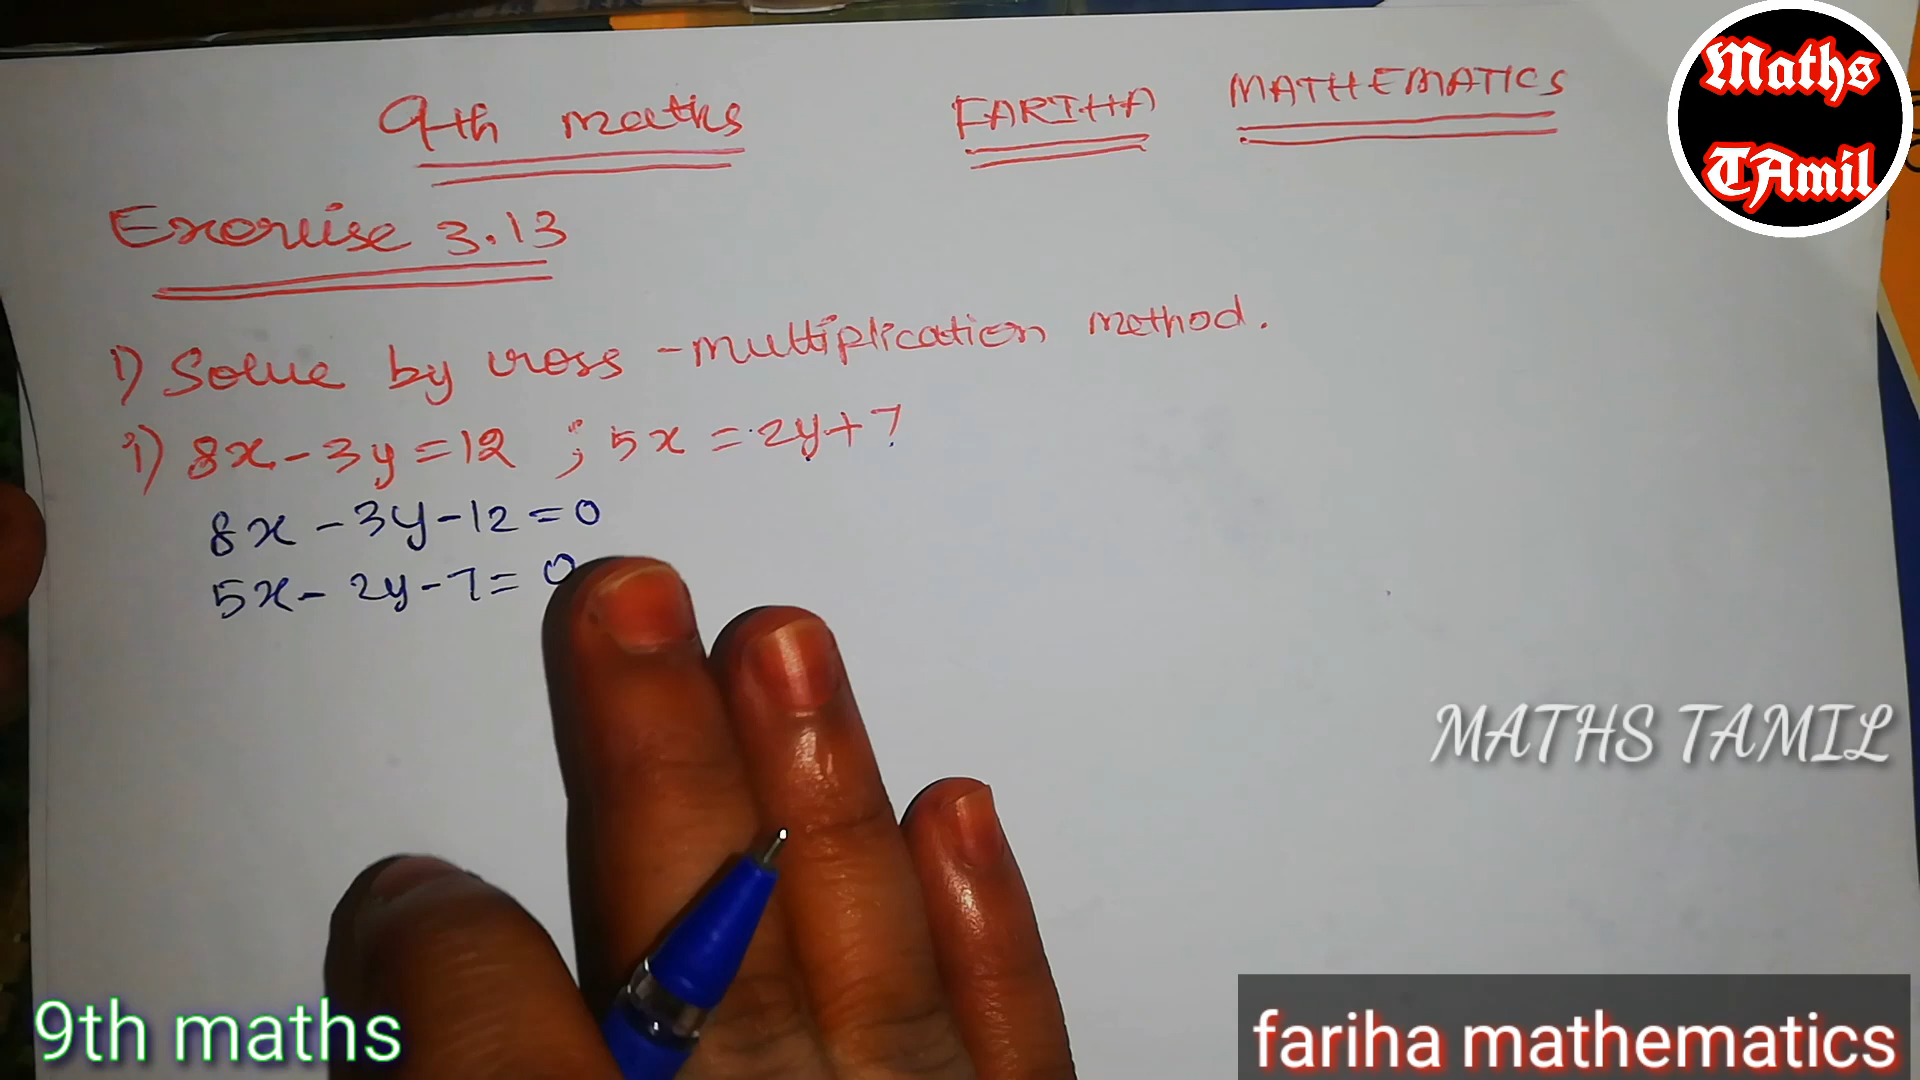 9th maths FARIHA MATHEMATICS
Maths
TAmil
Exercise 3.13
1) Solve by cross-multiplication method.
i) 8x - 3y = 12 ; 5x = 2y + 7
8x - 3y - 12 = 0
5x - 2y - 7 = 0
MATHS TAMIL
9th maths
fariha mathematics